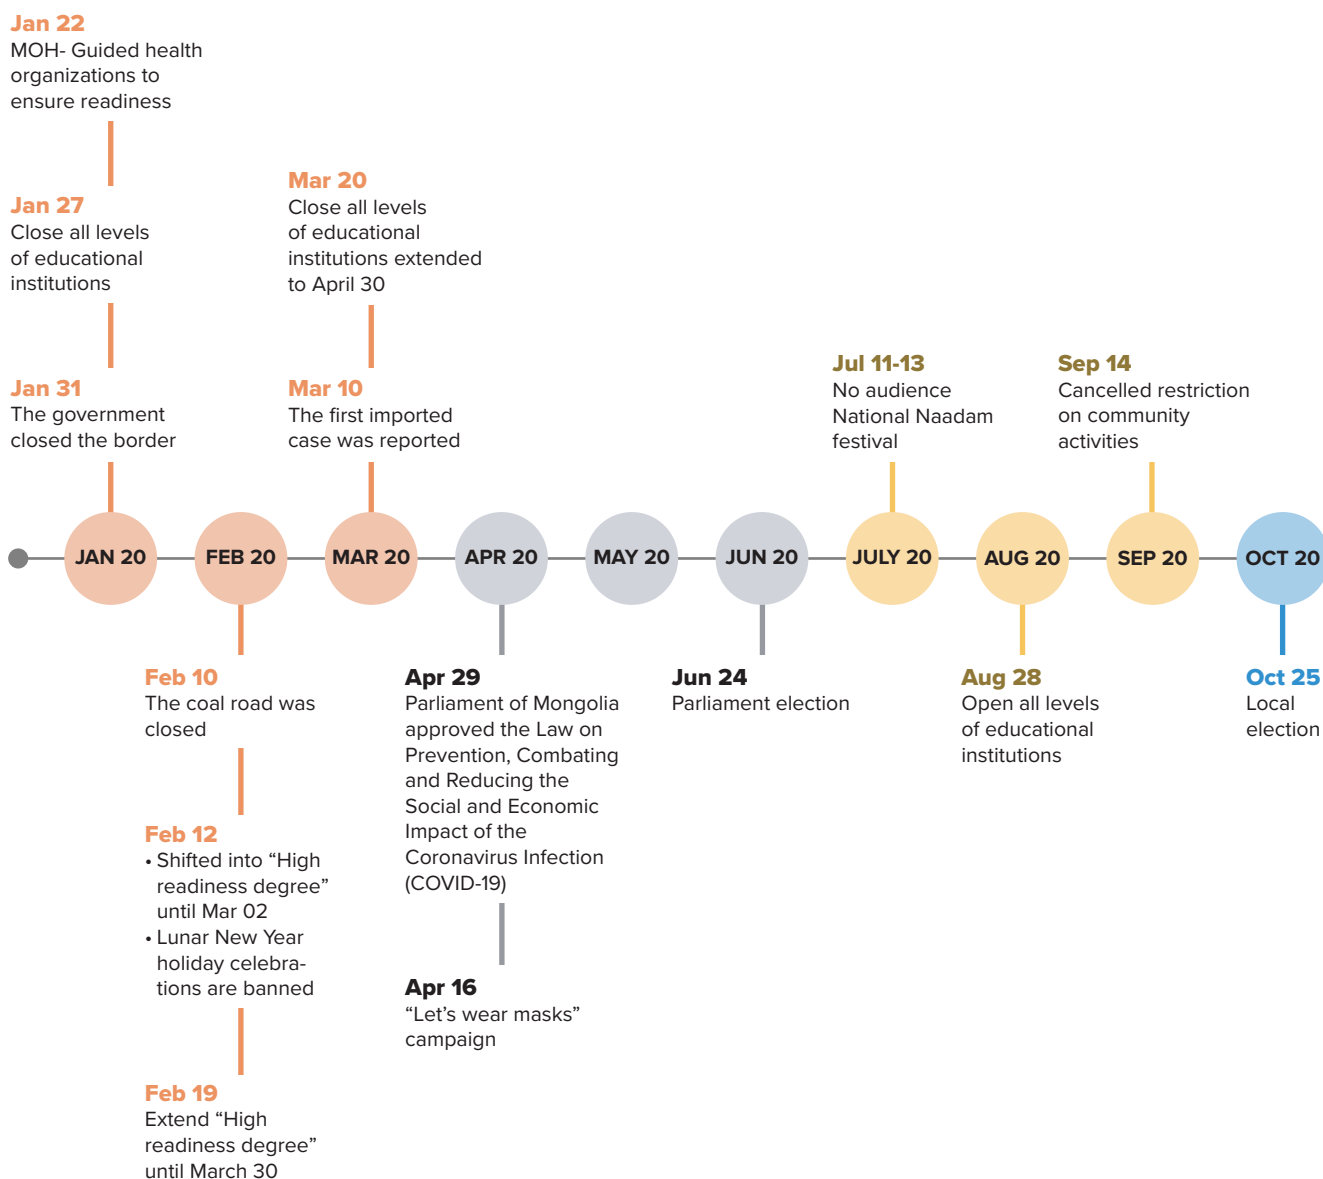 Jan 22
MOH- Guided health
organizations to
ensure readiness
Jan 27
Close all levels
of educational
institutions
Jan 31
The government
closed the border
Mar 20
Close all levels
of educational
institutions extended
to April 30
Mar 10
The first imported
case was reported
Jul 11-13
No audience
National Naadam
festival
Sep 14
Cancelled restriction
on community
activities
JAN 20
FEB 20
MAR 20
APR 20
MAY 20
JUN 20
JULY 20
AUG 20
SEP 20
OCT 20
Feb 10
The coal road was
closed
Feb 12
• Shifted into “High
readiness degree”
until Mar 02
• Lunar New Year
holiday celebra-
tions are banned
Feb 19
Extend “High
readiness degree”
until March 30
Apr 29
Parliament of Mongolia
approved the Law on
Prevention, Combating
and Reducing the
Social and Economic
Impact of the
Coronavirus Infection
(COVID-19)
Apr 16
“Let’s wear masks”
campaign
Jun 24
Parliament election
Aug 28
Open all levels
of educational
institutions
Oct 25
Local
election